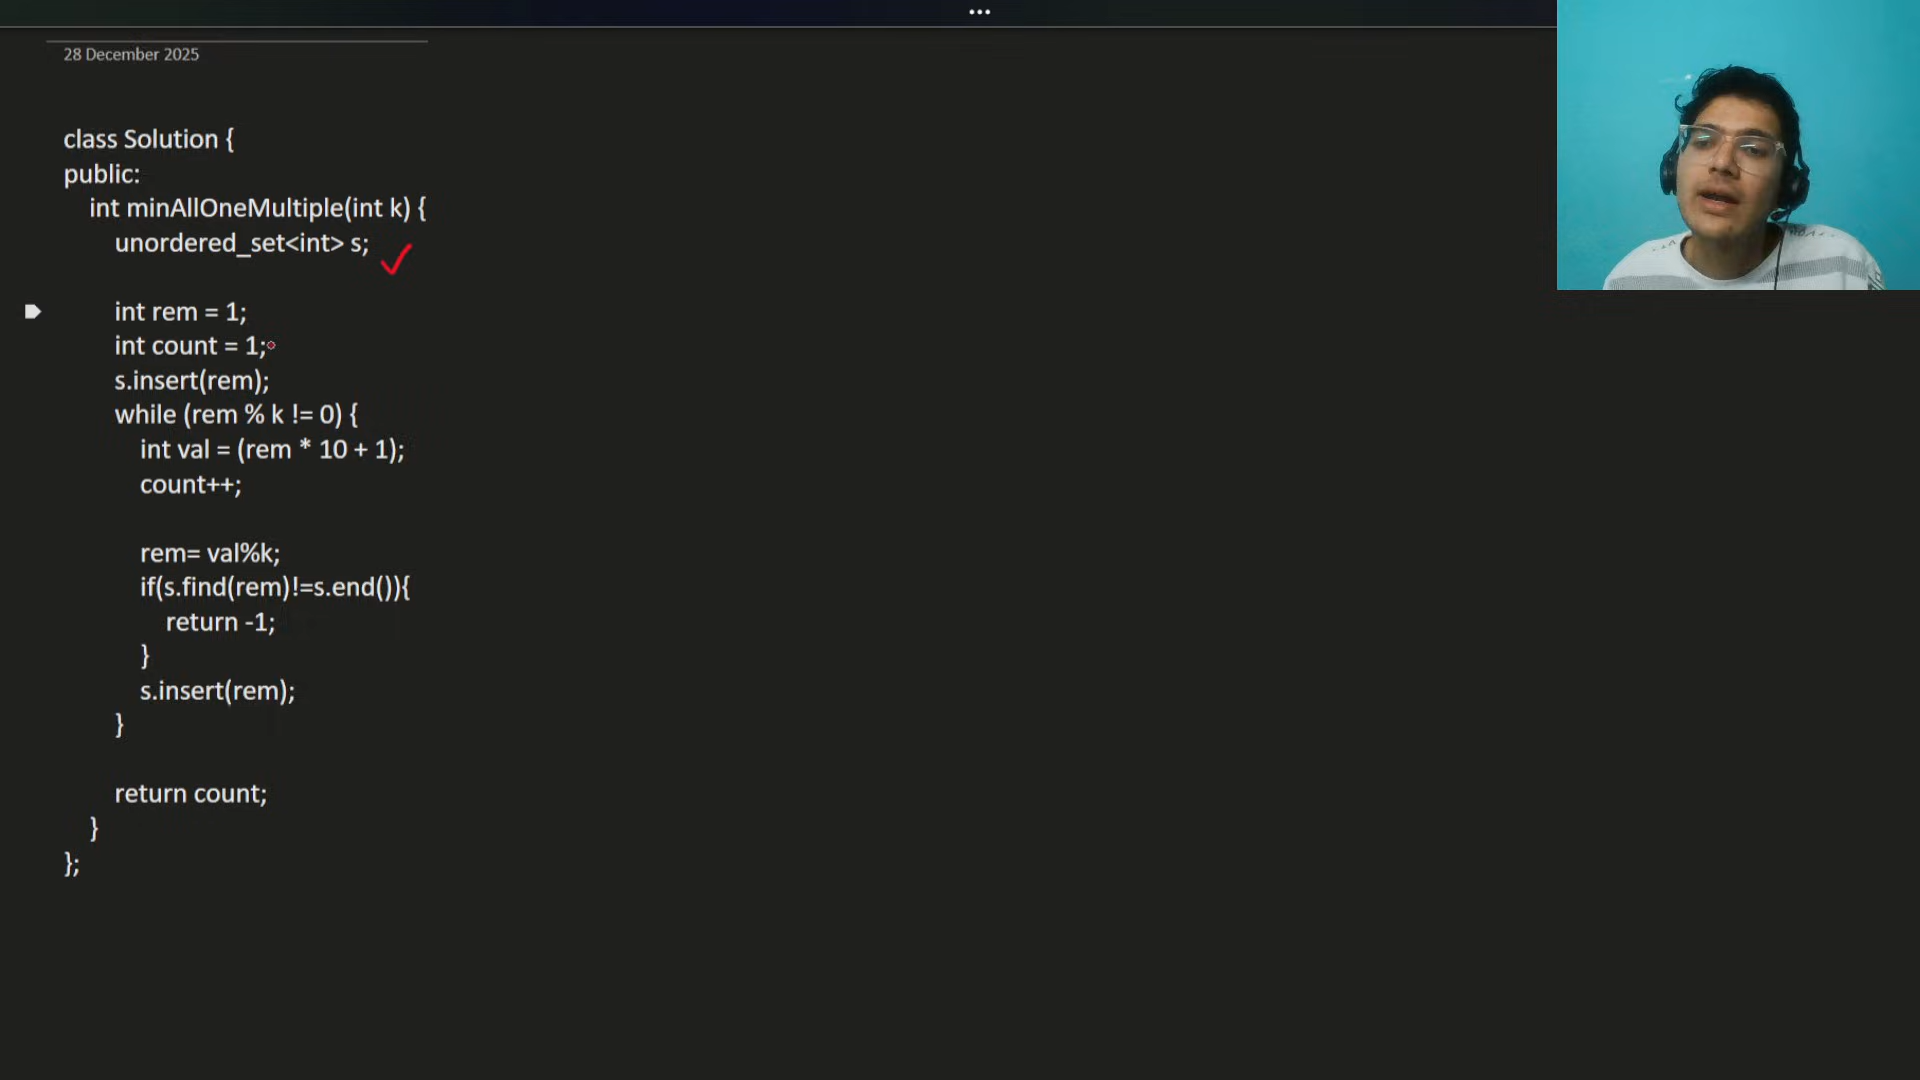 28 December 2025
class Solution {
public:
int minAllOneMultiple(int k) {
unordered_set<int> s;
int rem = 1;
int count = 1;
s.insert(rem);
while (rem % k != 0) {
int val = (rem * 10 + 1);
count++;
rem= val%k;
if(s.find(rem)!=s.end()){
return -1;
}
s.insert(rem);
}
return count;
}
};